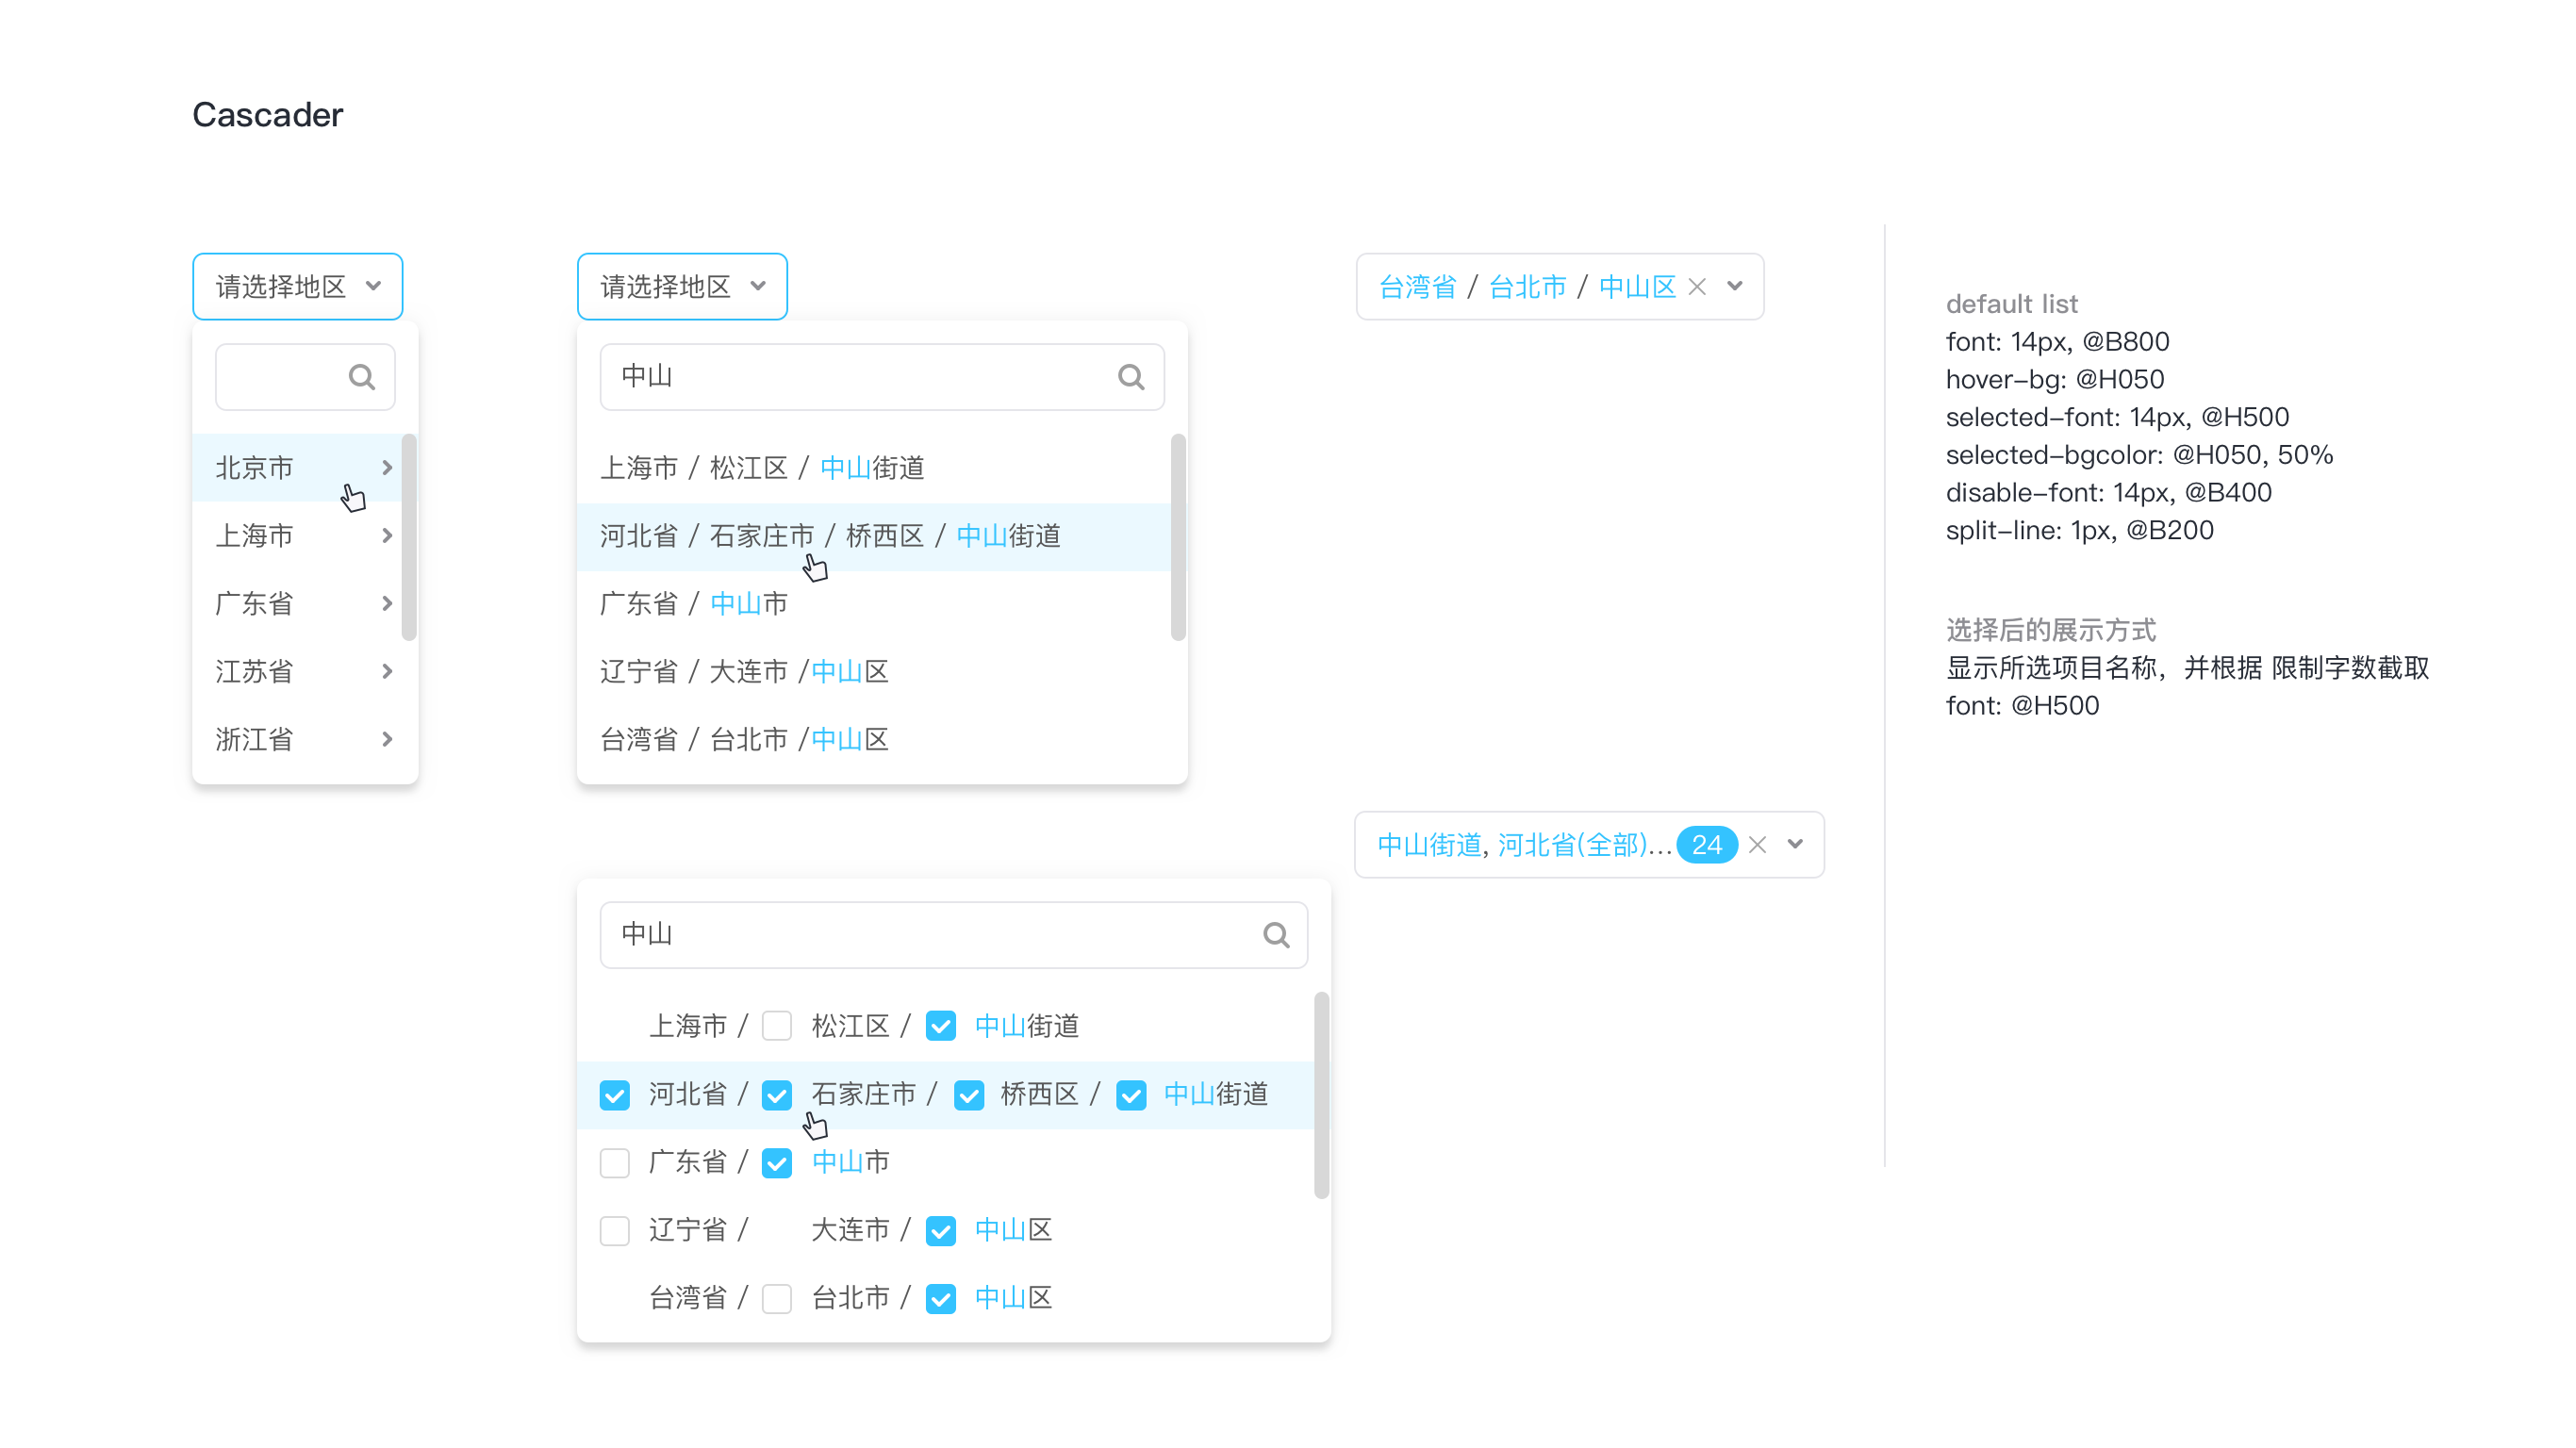 Cascader
请选择地区
北京市
上海市
广东省
江苏省
浙江省
请选择地区
中山
上海市 / 松江区 / 中山街道
河北省 / 石家庄市 / 桥西区 / 中山街道
广东省 / 中山市
辽宁省 / 大连市 /中山区
台湾省 / 台北市 /中山区
台湾省 / 台北市 / 中山区
中山街道, 河北省(全部)... 24
中山
上海市 / 松江区 / 中山街道
河北省 / 石家庄市 / 桥西区 / 中山街道
广东省 / 中山市
辽宁省 / 大连市 / 中山区
台湾省 / 台北市 / 中山区
default list
font: 14px, @B800
hover-bg: @H050
selected-font: 14px, @H500
selected-bgcolor: @H050, 50%
disable-font: 14px, @B400
split-line: 1px, @B200
选择后的展示方式
显示所选项目名称，并根据 限制字数截取
font: @H500